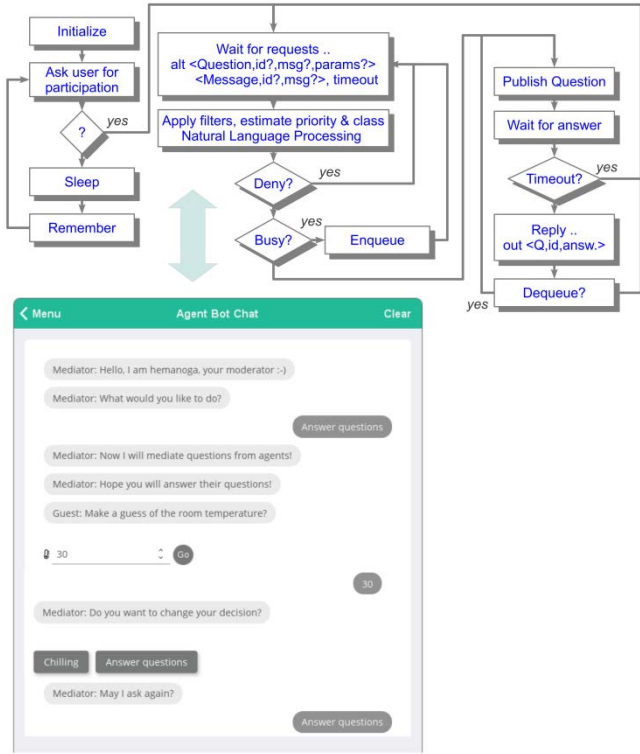 Initialize
Ask user for
participation
?
yes
Sleep
Remember
Wait for requests ..
alt <Question,id?,msg?,params?>
<Message,id?,msg?>, timeout
Apply filters, estimate priority & class
Natural Language Processing
Deny?
yes
Busy?
yes
Enqueue
Publish Question
Wait for answer
Timeout?
yes
Reply ..
out <Q,id,answ.>
Dequeue?
yes
Menu
Agent Bot Chat
Clear
Mediator: Hello, I am hemanoga, your moderator :-)
Mediator: What would you like to do?
Answer questions
Mediator: Now I will mediate questions from agents!
Mediator: Hope you will answer their questions!
Guest: Make a guess of the room temperature?
30
Go
30
Mediator: Do you want to change your decision?
Chilling
Answer questions
Mediator: May I ask again?
Answer questions